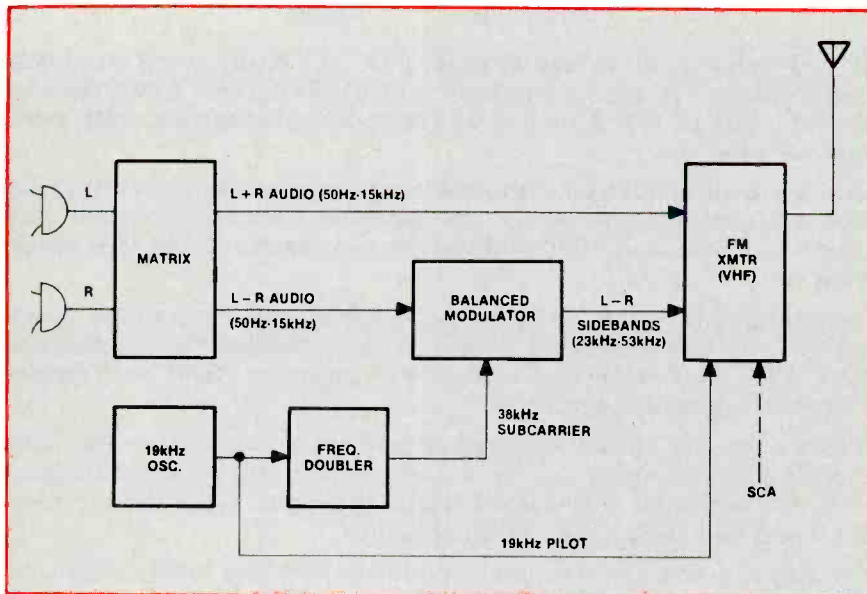 L
L+R AUDIO (50Hz-15kHz)
MATRIX
FM
XMTR
(VHF)
R
L−R AUDIO
(50Hz-15kHz)
BALANCED
MODULATOR
L−R
SIDEBANDS
(23kHz-53kHz)
38kHz
SUBCARRIER
19kHz
OSC.
FREQ.
DOUBLER
SCA
19kHz PILOT